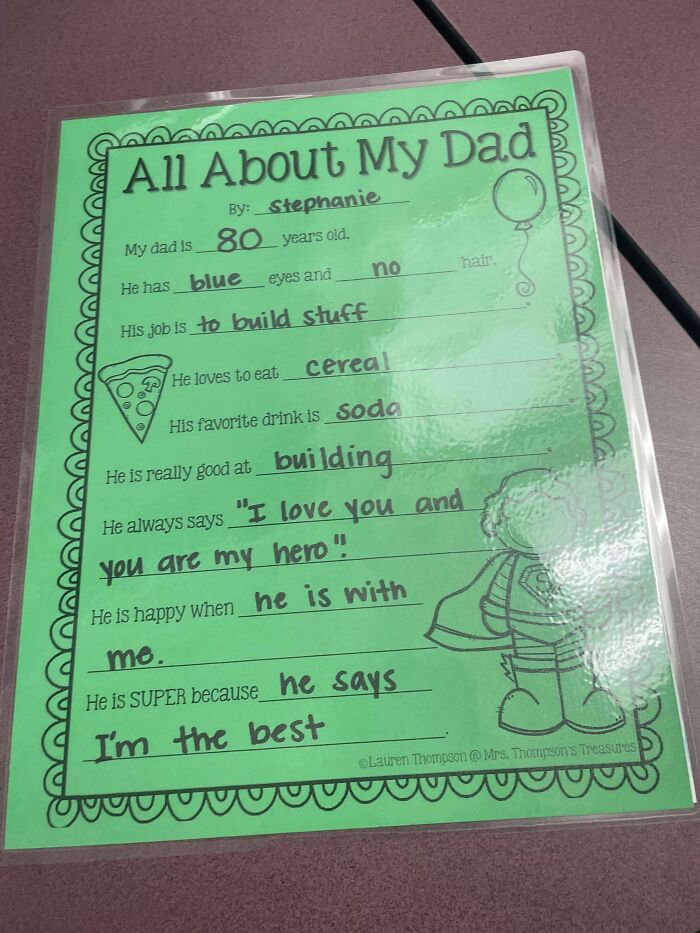 All About My Dad
By: stephanie
My dad is 80 years old.
He has blue eyes and no hair.
His job is to build stuff.
He loves to eat cereal.
His favorite drink is soda.
He is really good at building.
He always says "I love you and
you are my hero".
He is happy when he is with
me.
He is SUPER because he says
I'm the best.
©Lauren Thompson @ Mrs. Thompson's Treasures
S